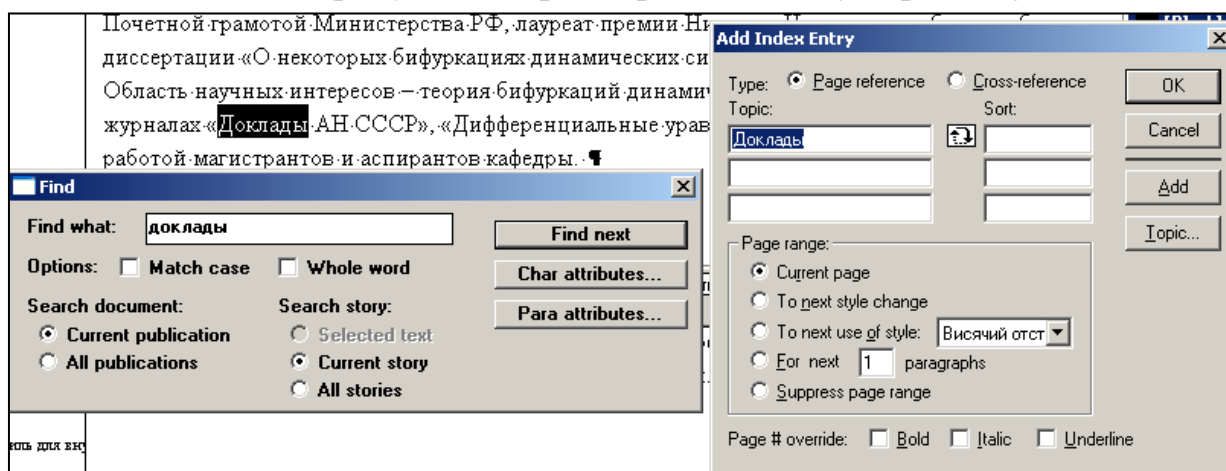 Почетной грамотой Министерства РФ, лауреат премии
диссертации «О некоторых бифуркациях динамических
Область научных интересов – теория бифуркаций
журналах «Доклады АН СССР», «Дифференциальные
работой магистрантов и аспирантов кафедры. ¶
Find
Find what: доклады
Find next
Options: Match case Whole word
Char attributes...
Search document: Search story:
Para attributes...
Current publication Selected text
All publications Current story
All stories
Add Index Entry
Type: Page reference Cross-reference
OK
Topic: Sort:
Доклады
Cancel
Add
Topic...
Page range:
Current page
To next style change
To next use of style: Висячий отст
For next 1 paragraphs
Suppress page range
Page # override: Bold Italic Underline
для